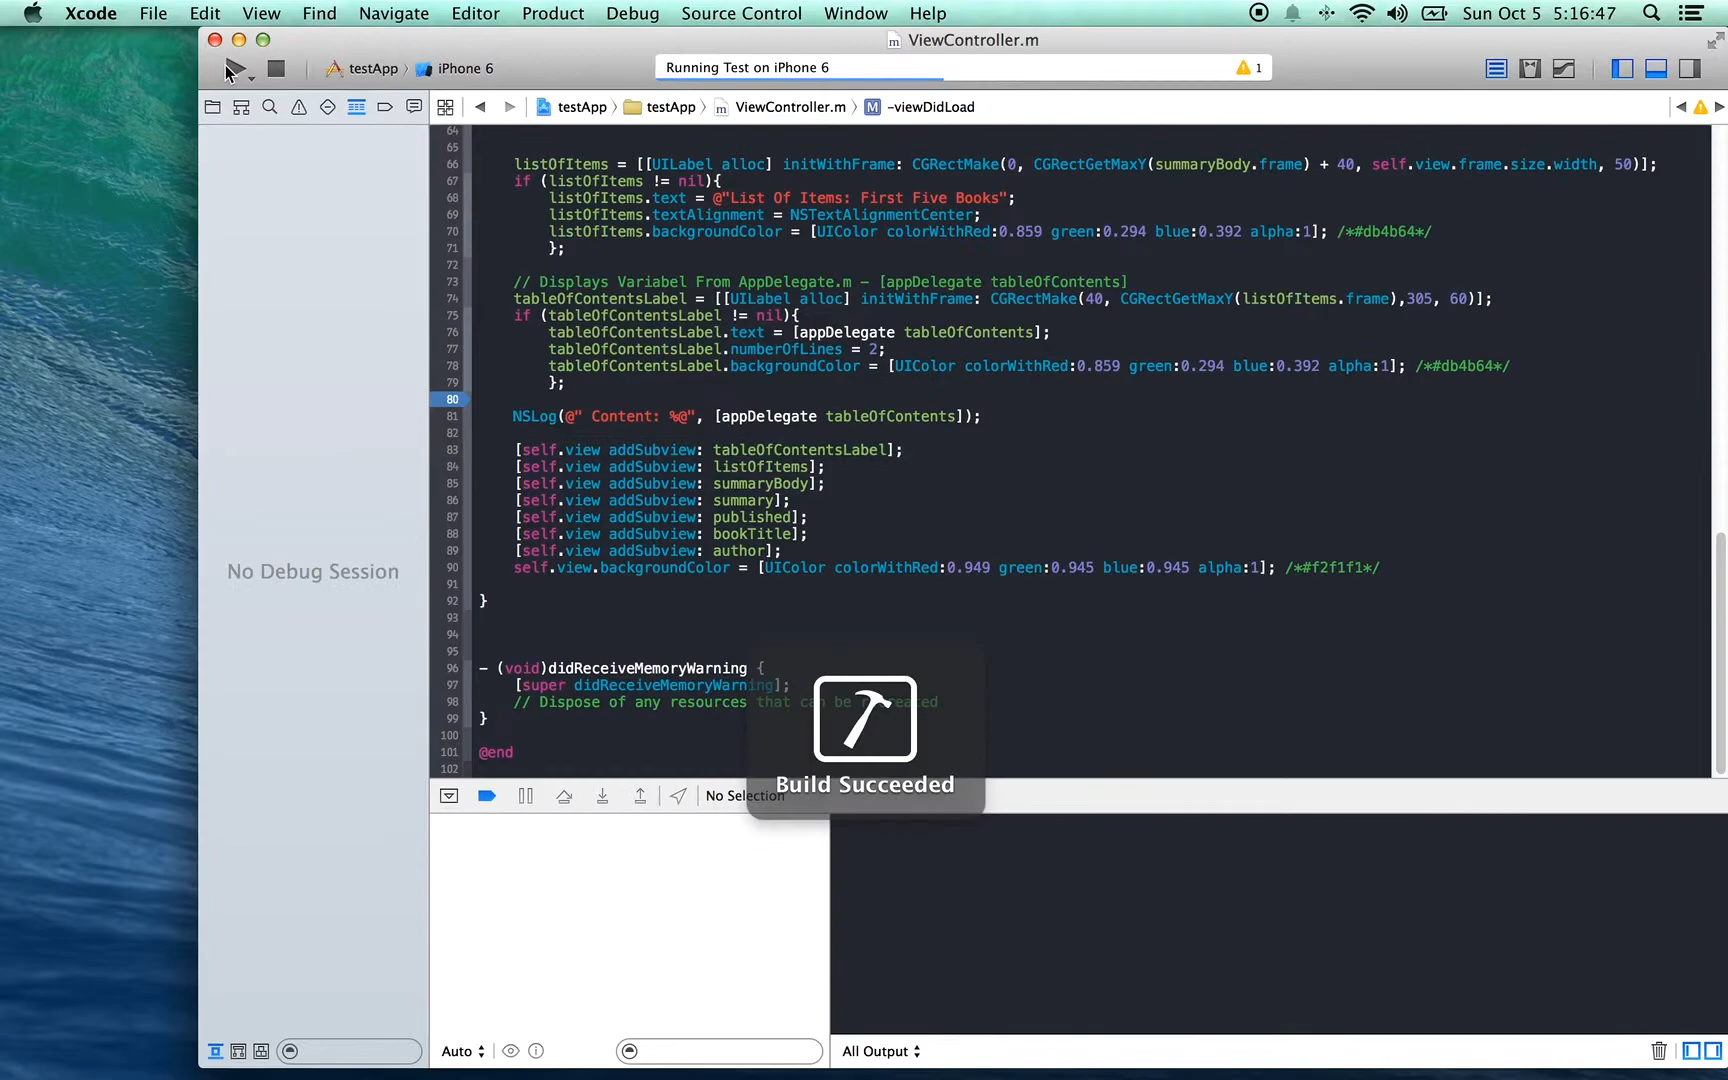 Xcode File Edit View Find Navigate Editor Product Debug Source Control Window Help Sun Oct 5 5:16:47
ViewController.m
testApp iPhone 6 Running Test on iPhone 6 1
testApp testApp ViewController.m -viewDidLoad
64
65
66 listOfItems = [[UILabel alloc] initWithFrame: CGRectMake(0, CGRectGetMaxY(summaryBody.frame) + 40, self.view.frame.size.width, 50)];
67 if (listOfItems != nil){
68 listOfItems.text = @"List Of Items: First Five Books";
69 listOfItems.textAlignment = NSTextAlignmentCenter;
70 listOfItems.backgroundColor = [UIColor colorWithRed:0.859 green:0.294 blue:0.392 alpha:1]; /*#db4b64*/
71 };
72
73 // Displays Variabel From AppDelegate.m - [appDelegate tableOfContents]
74 tableOfContentsLabel = [[UILabel alloc] initWithFrame: CGRectMake(40, CGRectGetMaxY(listOfItems.frame),305, 60)];
75 if (tableOfContentsLabel != nil){
76 tableOfContentsLabel.text = [appDelegate tableOfContents];
77 tableOfContentsLabel.numberOfLines = 2;
78 tableOfContentsLabel.backgroundColor = [UIColor colorWithRed:0.859 green:0.294 blue:0.392 alpha:1]; /*#db4b64*/
79 };
80
81 NSLog(@" Content: %@", [appDelegate tableOfContents]);
82
83 [self.view addSubview: tableOfContentsLabel];
84 [self.view addSubview: listOfItems];
85 [self.view addSubview: summaryBody];
86 [self.view addSubview: summary];
87 [self.view addSubview: published];
88 [self.view addSubview: bookTitle];
89 [self.view addSubview: author];
90 self.view.backgroundColor = [UIColor colorWithRed:0.949 green:0.945 blue:0.945 alpha:1]; /*#f2f1f1*/
91
92 }
93
94
95
96 - (void)didReceiveMemoryWarning {
97 [super didReceiveMemoryWarning];
98 // Dispose of any resources that can be recreated
99 }
100
101 @end
102
No Debug Session
Build Succeeded
No Selection
Auto
All Output